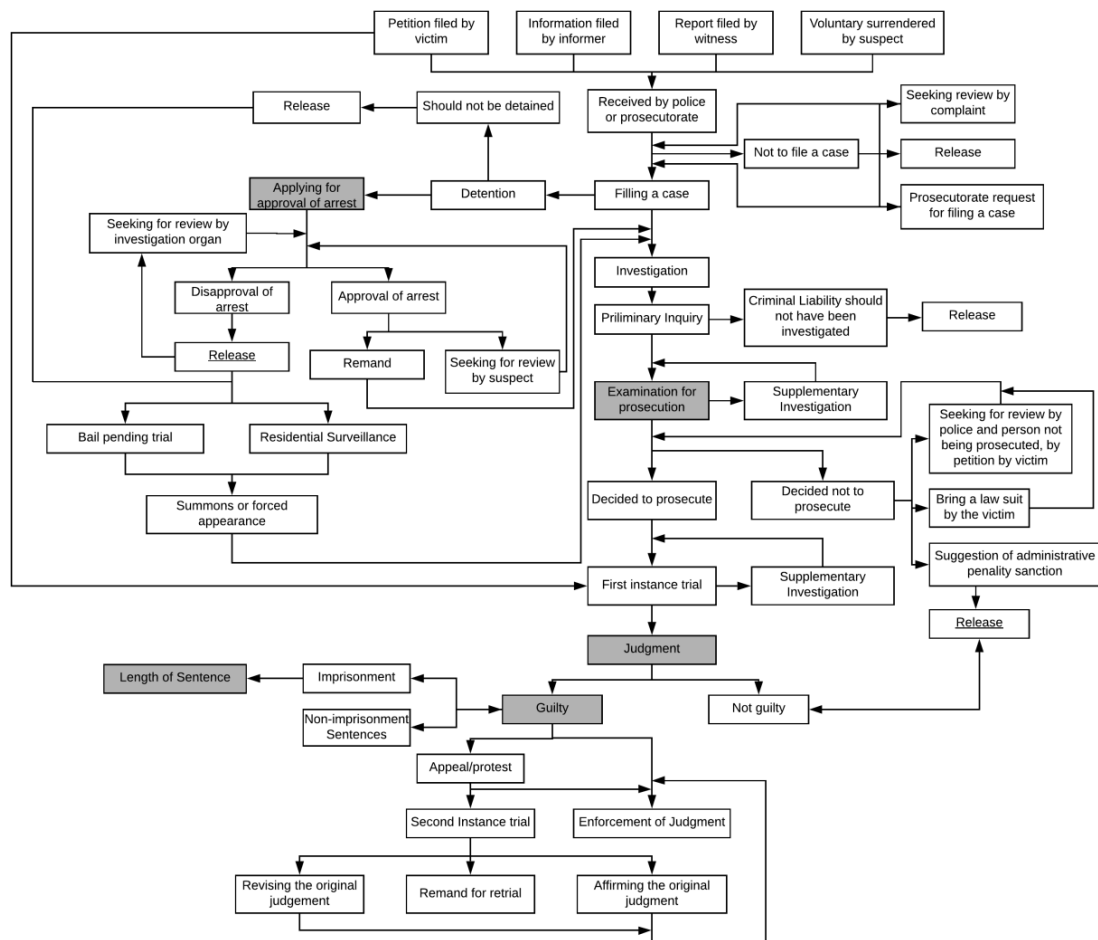 Petition filed by
victim
Information filed
by informer
Report filed by
witness
Voluntary surrendered
by suspect
Release
Should not be detained
Received by police
or prosecutorate
Seeking review by
complaint
Not to file a case
Release
Applying for
approval of arrest
Detention
Filling a case
Prosecutorate request
for filing a case
Seeking for review by
investigation organ
Investigation
Disapproval of
arrest
Approval of arrest
Priliminary Inquiry
Criminal Liability should
not have been
investigated
Release
Release
Remand
Seeking for review
by suspect
Examination for
prosecution
Supplementary
Investigation
Seeking for review by
police and person not
being prosecuted, by
petition by victim
Bail pending trial
Residential Surveillance
Summons or forced
appearance
Decided to prosecute
Decided not to
prosecute
Bring a law suit
by the victim
Suggestion of administrative
penality sanction
First instance trial
Supplementary
Investigation
Release
Judgment
Length of Sentence
Imprisonment
Guilty
Not guilty
Non-imprisonment
Sentences
Appeal/protest
Second Instance trial
Enforcement of Judgment
Revising the original
judgement
Remand for retrial
Affirming the original
judgment